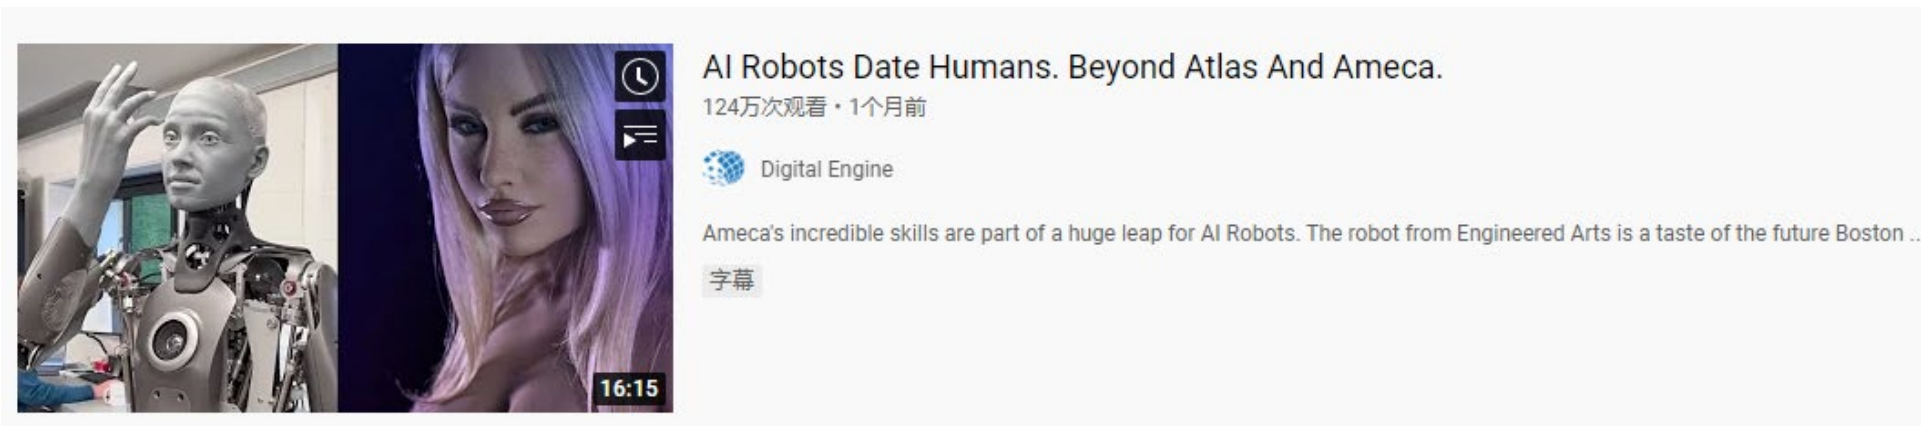 AI Robots Date Humans. Beyond Atlas And Ameca.
124万次观看・1个月前
Digital Engine
Ameca's incredible skills are part of a huge leap for AI Robots. The robot from Engineered Arts is a taste of the future Boston ...
字幕
16:15